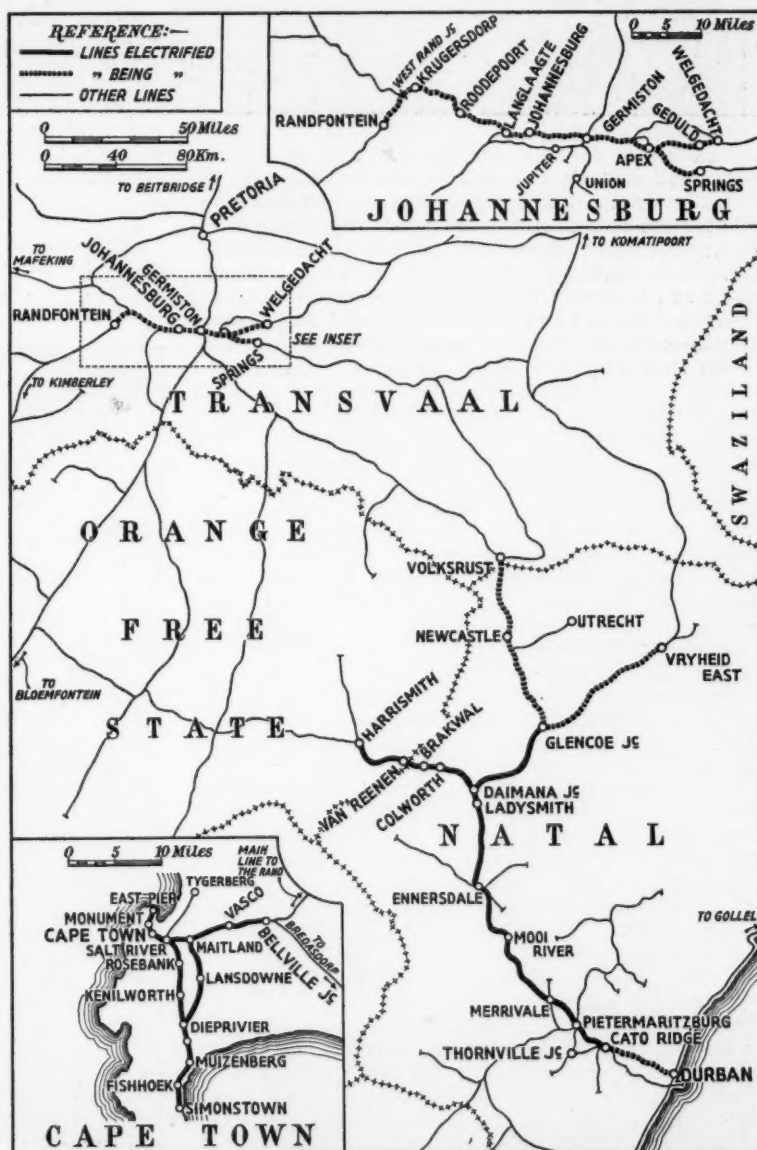 REFERENCE:—
LINES ELECTRIFIED
" BEING "
OTHER LINES
0 50 Miles
0 40 80 Km.
0 5 10 Miles
RANDFONTEIN
WEST RAND Jc
KRUGERSDORP
ROODEPOORT
LANGLAAGTE
JOHANNESBURG
JUPITER
UNION
GERMISTON
APEX
GEDULD
WELGEDACHT
SPRINGS
JOHANNESBURG
TO BEITBRIDGE
PRETORIA
TO MAFEKING
TO KOMATIPOORT
JOHANNESBURG
GERMISTON
WELGEDACHT
RANDFONTEIN
SPRINGS
SEE INSET
TO KIMBERLEY
TRANSVAAL
SWAZILAND
ORANGE
FREE
STATE
VOLKSRUST
NEWCASTLE
UTRECHT
VRYHEID
EAST
TO
BLOEMFONTEIN
HARRISMITH
VAN REENEN
BRAKWAL
COLWORTH
GLENCOE Jc
DAIMANA Jc
LADYSMITH
NATAL
ENNERSDALE
MOOI
RIVER
TO GOLLEL
MERRIVALE
PIETERMARITZBURG
CATO RIDGE
THORNVILLE Jc
DURBAN
0 5 10 Miles
MAIN
LINE TO
THE RAND
TYGERBERG
EAST PIER
MONUMENT
CAPE TOWN
VASCO
SALT RIVER
MAITLAND
BELLVILLE Jc
TO
BREDASDORP
ROSEBANK
LANSDOWNE
KENILWORTH
DIEPRIVIER
MUIZENBERG
FISHHOEK
SIMONSTOWN
CAPE TOWN